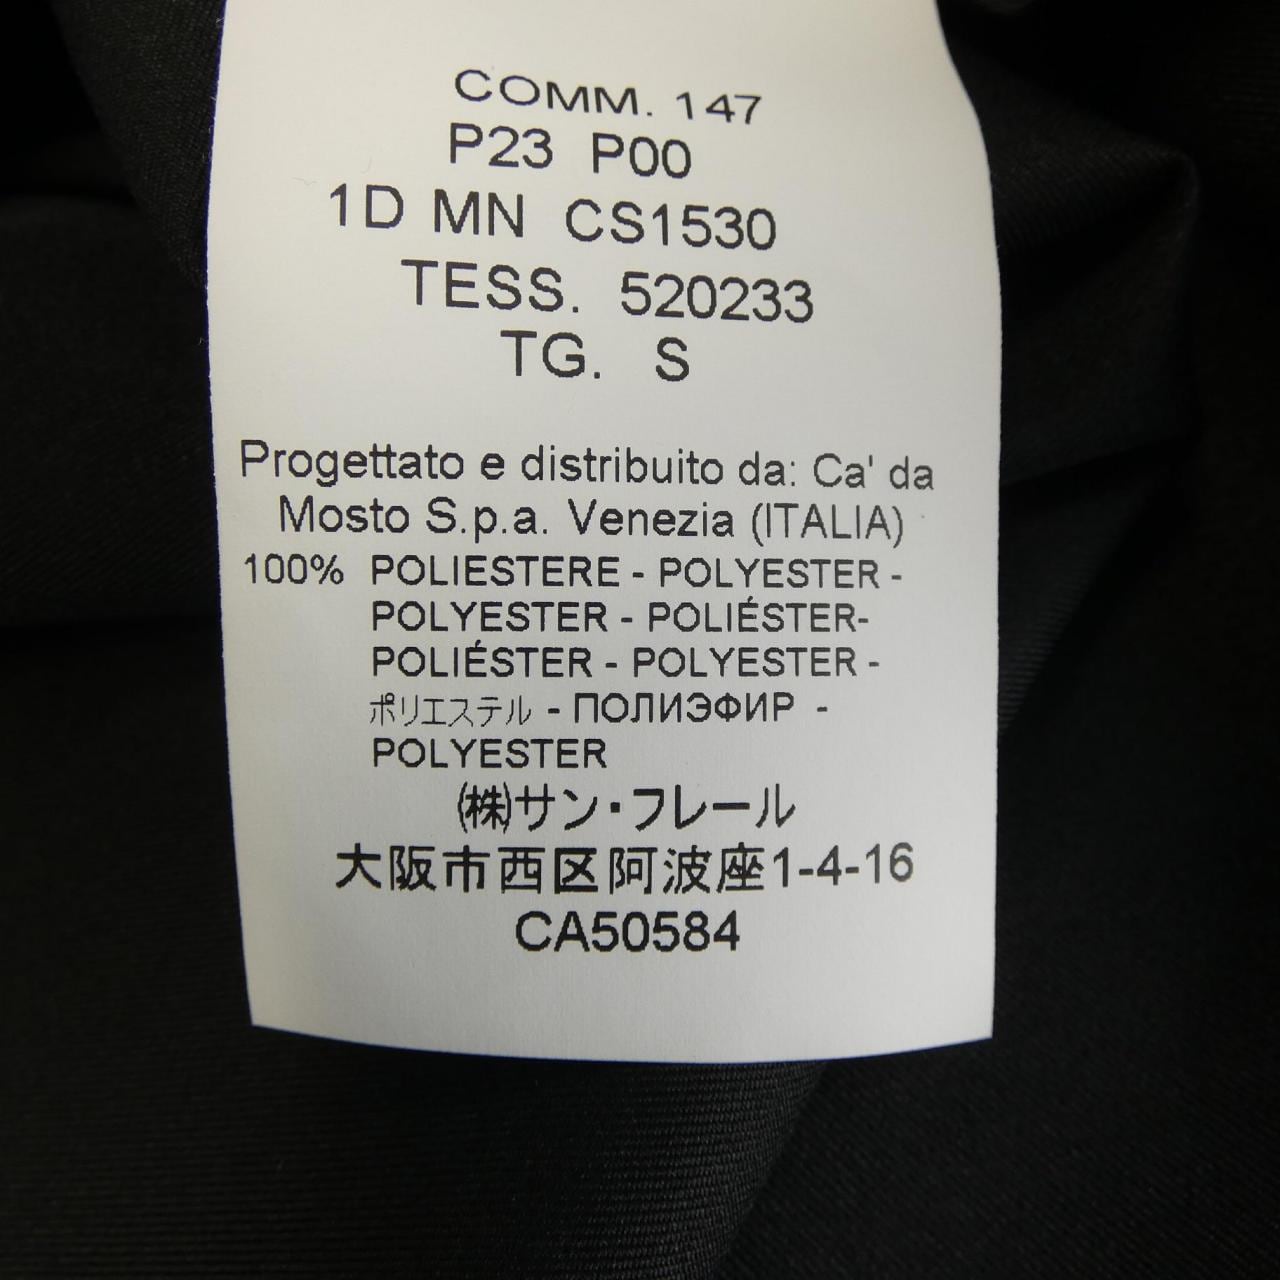 COMM. 147
P23 P00
1D MN CS1530
TESS. 520233
TG. S
Progettato e distribuito da: Ca' da
Mosto S.p.a. Venezia (ITALIA)
100% POLIESTERE - POLYESTER -
POLYESTER - POLIÉSTER-
POLIÉSTER - POLYESTER -
ポリエステル - ПОЛИЭФИР -
POLYESTER
㈱サン・フレール
大阪市西区阿波座1-4-16
CA50584